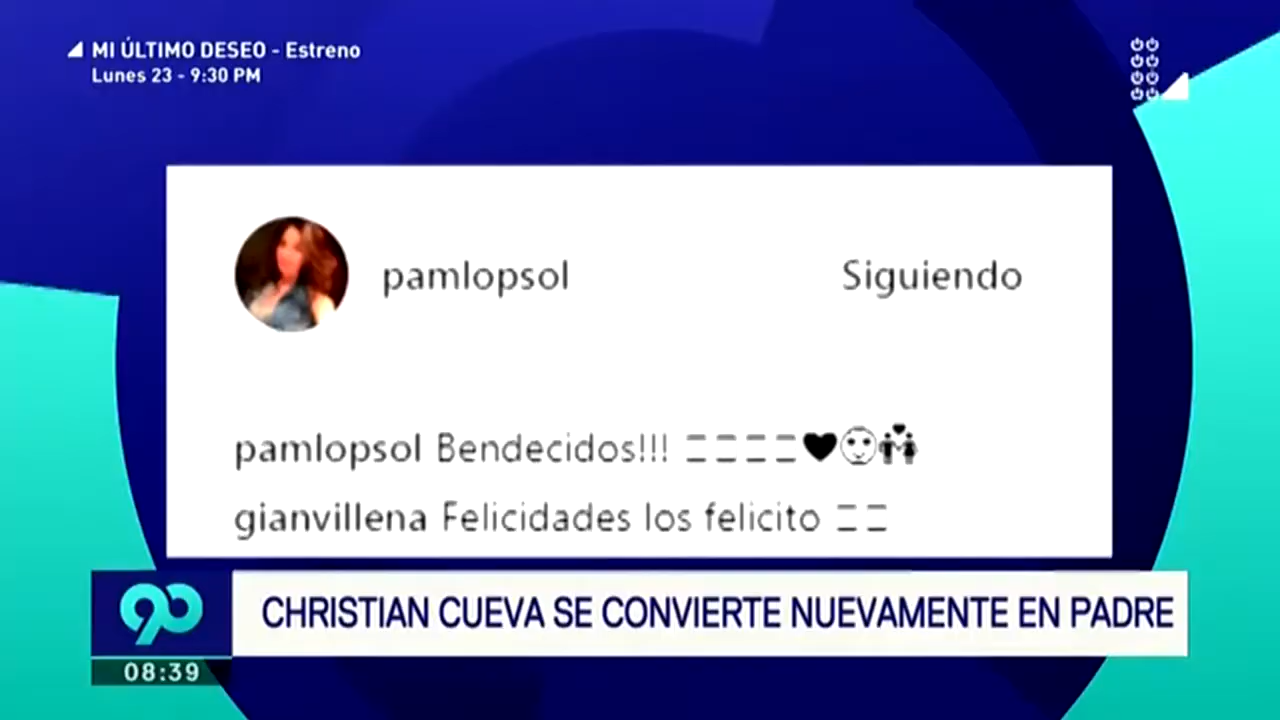 MI ÚLTIMO DESEO - Estreno
Lunes 23 - 9:30 PM
pamlopsol
Siguiendo
pamlopsol Bendecidos!!! ♥
gianvillena Felicidades los felicito
90
CHRISTIAN CUEVA SE CONVIERTE NUEVAMENTE EN PADRE
08:39